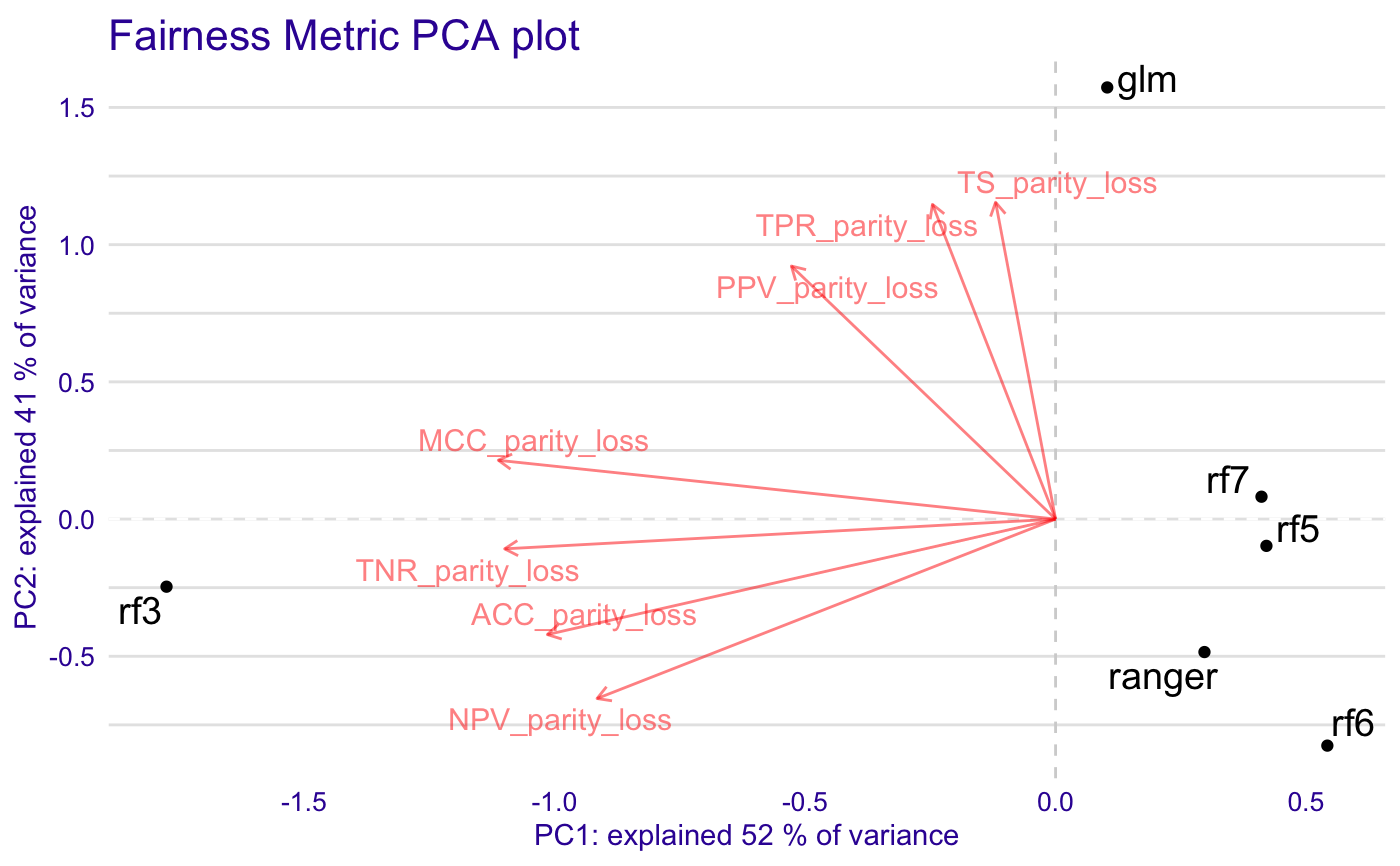 Fairness Metric PCA plot
glm
1.5
TS_parity_loss
TPR_parity_loss
1.0
PPV_parity_loss
PC2: explained 41 % of variance
0.5
MCC_parity_loss
rf7
0.0
rf5
TNR_parity_loss
rf3
ACC_parity_loss
-0.5
ranger
NPV_parity_loss
rf6
-1.5 -1.0 -0.5 0.0 0.5
PC1: explained 52 % of variance